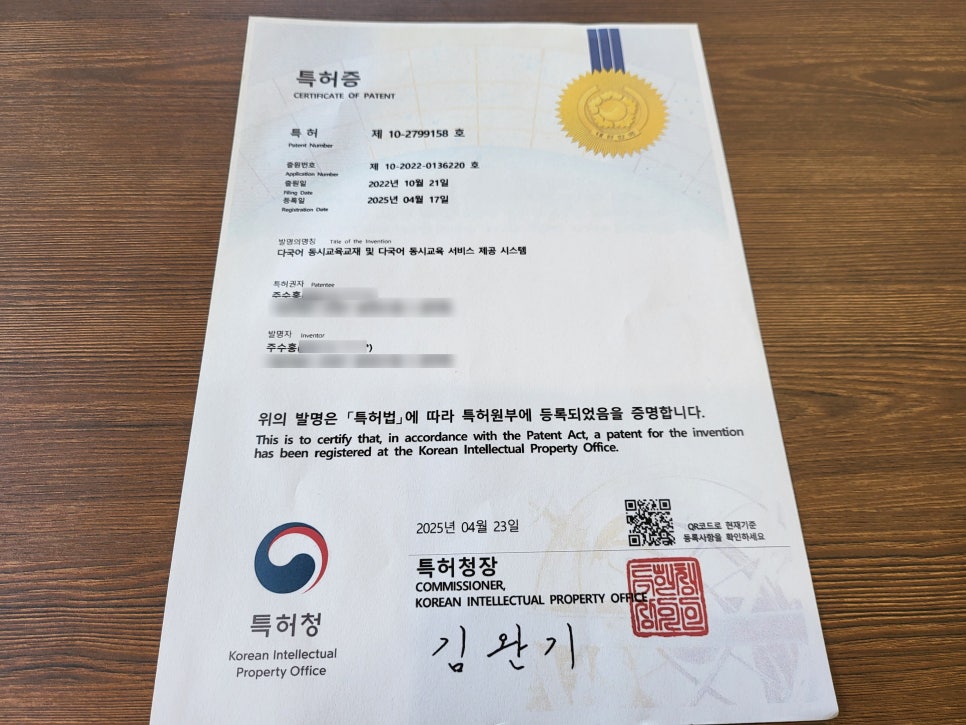 특허증
CERTIFICATE OF PATENT
특 허 제 10-2799158 호
Patent Number
출원번호 제 10-2022-0136220 호
Application Number
출원일 2022년 10월 21일
Filing Date
등록일 2025년 04월 17일
Registration Date
발명의명칭 Title of the Invention
다국어 동시교육교재 및 다국어 동시교육 서비스 제공 시스템
특허권자 Patentee
주수홍
발명자 Inventor
주수홍( *)
위의 발명은 「특허법」에 따라 특허원부에 등록되었음을 증명합니다.
This is to certify that, in accordance with the Patent Act, a patent for the invention
has been registered at the Korean Intellectual Property Office.
2025년 04월 23일
QR코드로 현재기준
등록사항을 확인하세요
특허청장
COMMISSIONER,
KOREAN INTELLECTUAL PROPERTY OFFICE
김완기
특허청
Korean Intellectual
Property Office